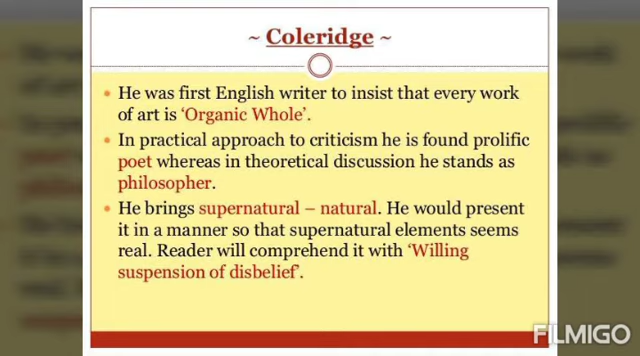 ~ Coleridge ~
• He was first English writer to insist that every work
of art is ‘Organic Whole’.
• In practical approach to criticism he is found prolific
poet whereas in theoretical discussion he stands as
philosopher.
• He brings supernatural – natural. He would present
it in a manner so that supernatural elements seems
real. Reader will comprehend it with ‘Willing
suspension of disbelief’.
FILMIGO